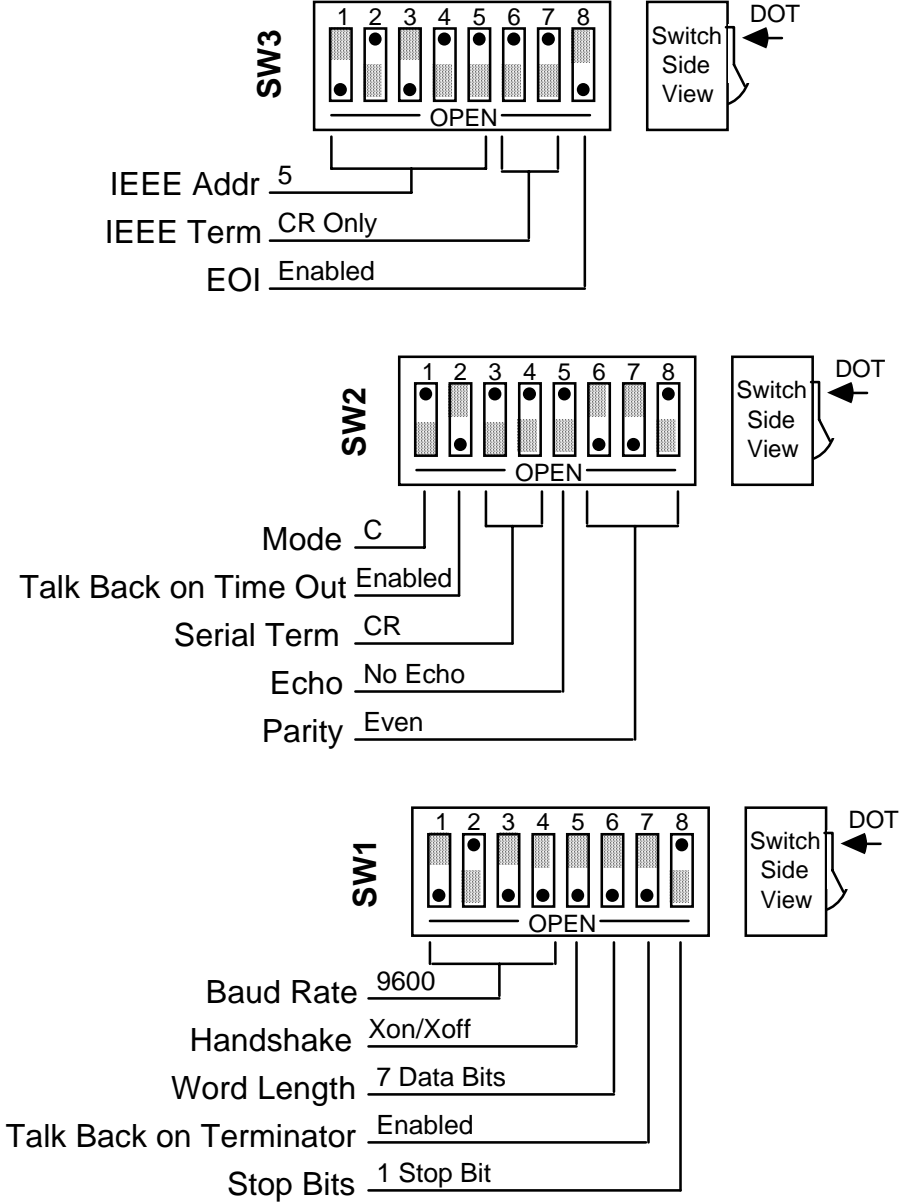 SW3
1 2 3 4 5 6 7 8
OPEN
Switch
Side
View
DOT
IEEE Addr 5
IEEE Term CR Only
EOI Enabled
SW2
1 2 3 4 5 6 7 8
OPEN
Switch
Side
View
DOT
Mode C
Talk Back on Time Out Enabled
Serial Term CR
Echo No Echo
Parity Even
SW1
1 2 3 4 5 6 7 8
OPEN
Switch
Side
View
DOT
Baud Rate 9600
Handshake Xon/Xoff
Word Length 7 Data Bits
Talk Back on Terminator Enabled
Stop Bits 1 Stop Bit